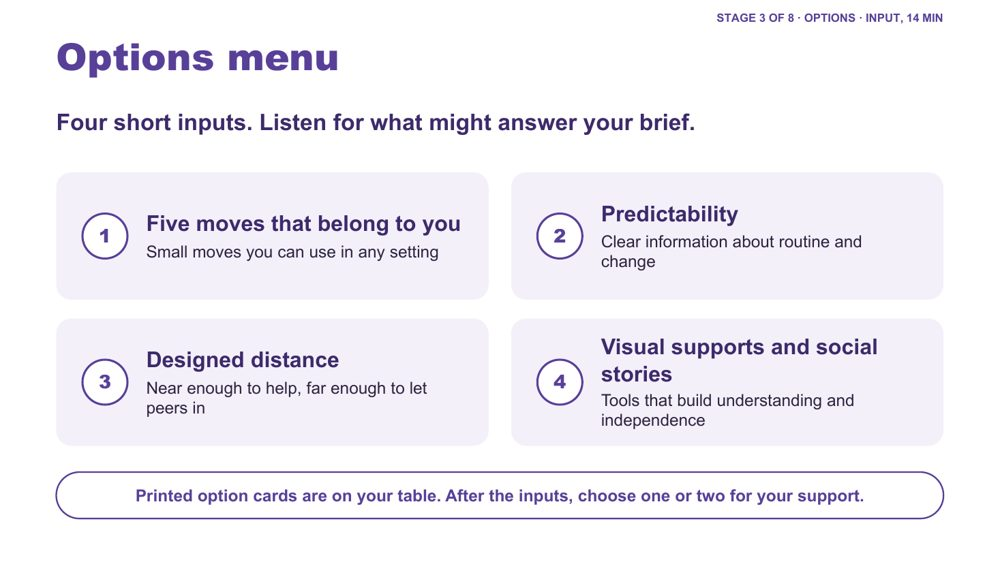 STAGE 3 OF 8 · OPTIONS · INPUT, 14 MIN
Options menu
Four short inputs. Listen for what might answer your brief.
1
Five moves that belong to you
Small moves you can use in any setting
2
Predictability
Clear information about routine and
change
3
Designed distance
Near enough to help, far enough to let
peers in
4
Visual supports and social
stories
Tools that build understanding and
independence
Printed option cards are on your table. After the inputs, choose one or two for your support.